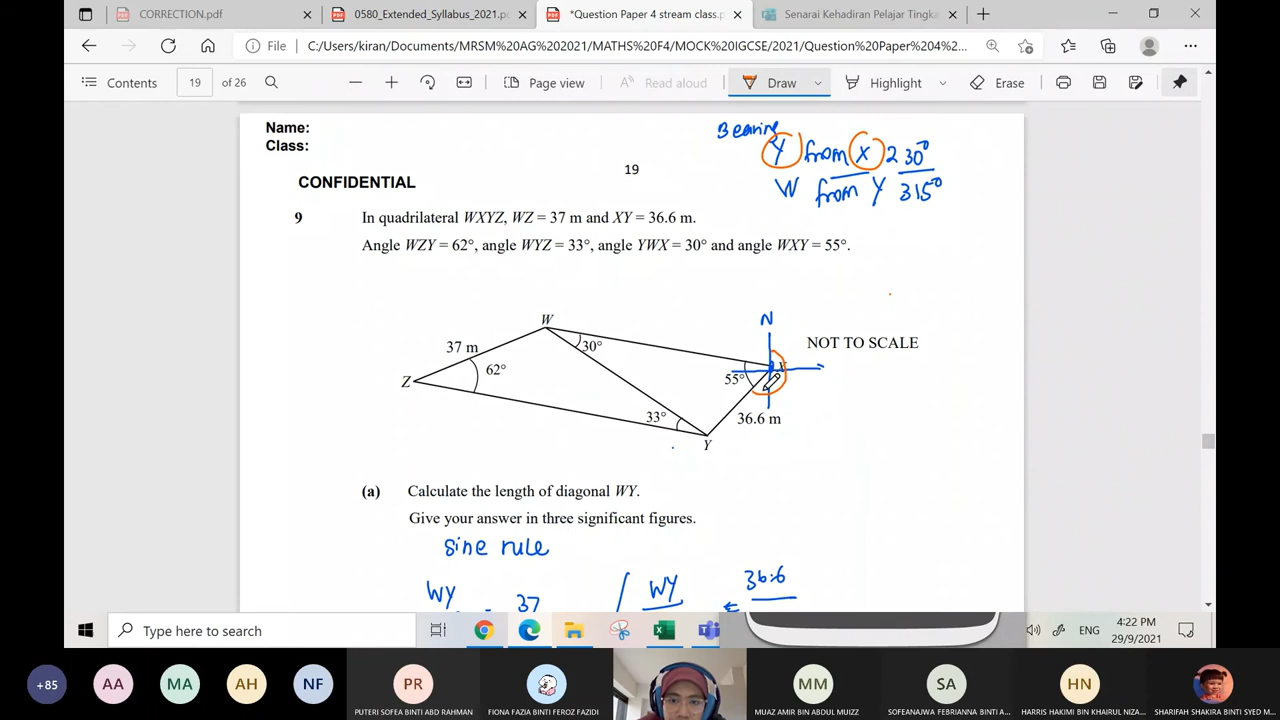 CORRECTION.pdf
0580_Extended_Syllabus_2021.p
*Question Paper 4 stream class.p
Senarai Kehadiran Pelajar Tingka
File
C:/Users/kiran/Documents/MRSM%20AG%202021/MATHS%20F4/MOCK%20IGCSE/2021/Question%20Paper%204%2...
Contents
19
of 26
Page view
Read aloud
Draw
Highlight
Erase
Name:
Class:
Bearing
Y from X 230°
W from Y 315°
19
CONFIDENTIAL
9
In quadrilateral WXYZ, WZ = 37 m and XY = 36.6 m.
Angle WZY = 62°, angle WYZ = 33°, angle YWX = 30° and angle WXY = 55°.
N
W
37 m
30°
NOT TO SCALE
X
Z
62°
55°
33°
36.6 m
Y
(a) Calculate the length of diagonal WY.
Give your answer in three significant figures.
sine rule
WY
37
WY
36.6
Type here to search
ENG
4:22 PM
29/9/2021
+85
AA
MA
AH
NF
PR
PUTERI SOFEA BINTI ABD RAHMAN
FIONA FAZIA BINTI FEROZ FAZIDI
MM
MUAZ AMIR BIN ABDUL MUIZZ
SA
SOFEANAJWA FEBRIANNA BINTI A...
HN
HARRIS HAKIMI BIN KHAIRUL NIZA...
SHARIFAH SHAKIRA BINTI SYED M...